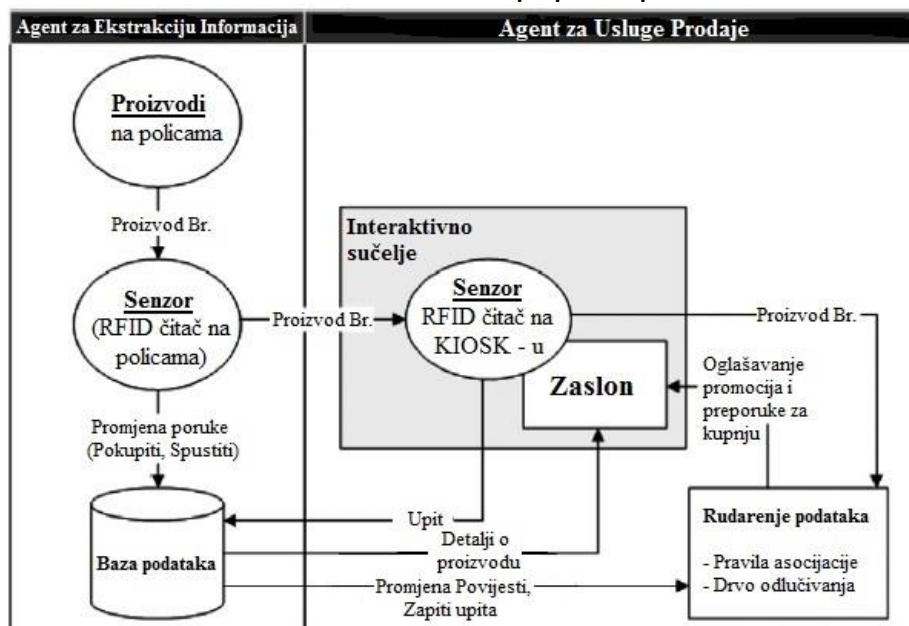 Agent za Ekstrakciju Informacija
Agent za Usluge Prodaje
Proizvodi
na policama
Proizvod Br.
Interaktivno
sučelje
Senzor
(RFID čitač na
policama)
Proizvod Br.
Senzor
RFID čitač na
KIOSK - u
Proizvod Br.
Zaslon
Oglašavanje
promocija i
preporuke za
kupnju
Promjena poruke
(Pokupiti, Spustiti)
Baza podataka
Upit
Detalji o
proizvodu
Promjena Povijesti,
Zapiti upita
Rudarenje podataka
- Pravila asocijacije
- Drvo odlučivanja